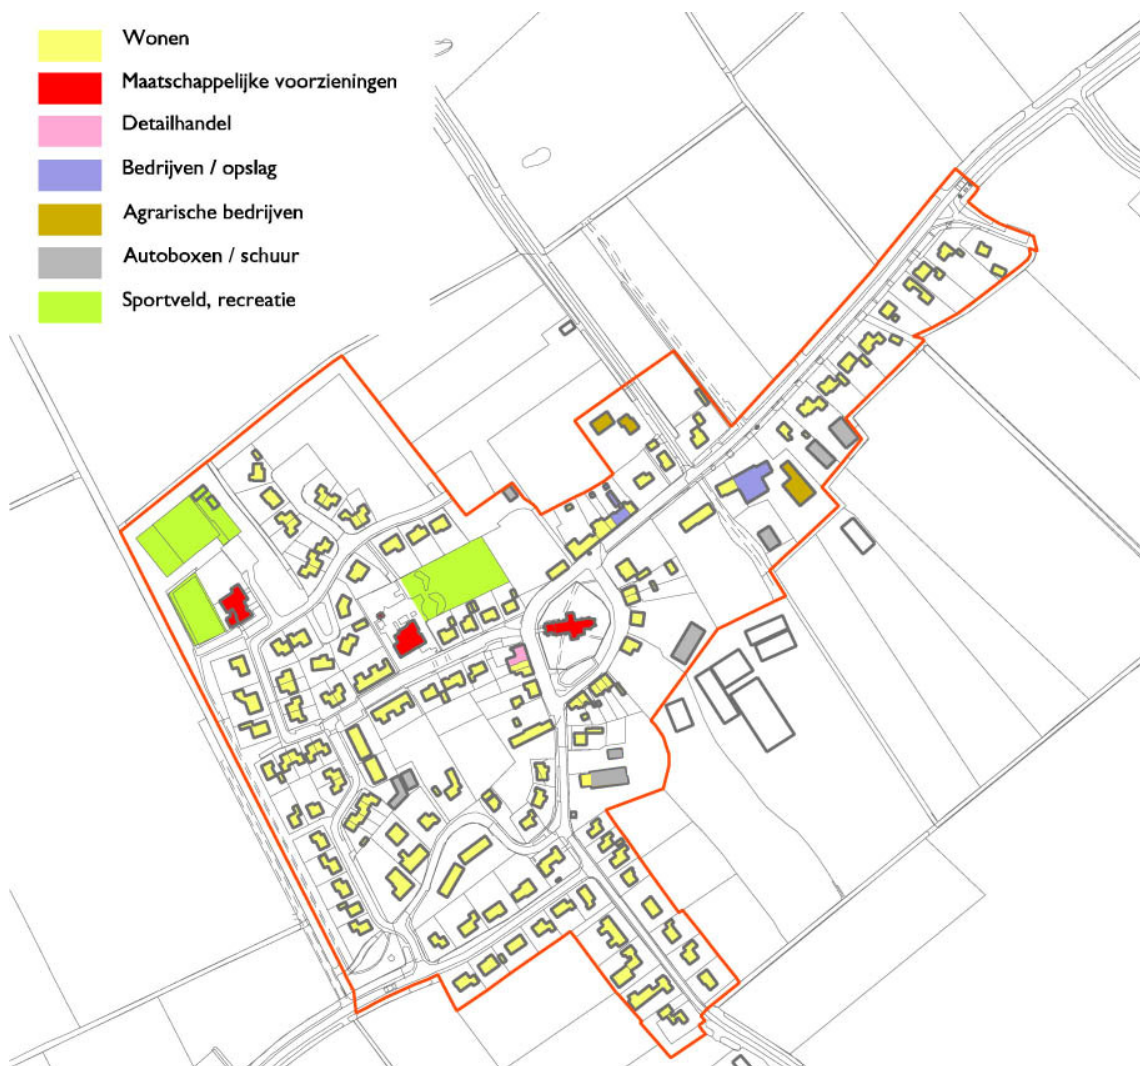 Wonen
Maatschappelijke voorzieningen
Detailhandel
Bedrijven / opslag
Agrarische bedrijven
Autoboxen / schuur
Sportveld, recreatie